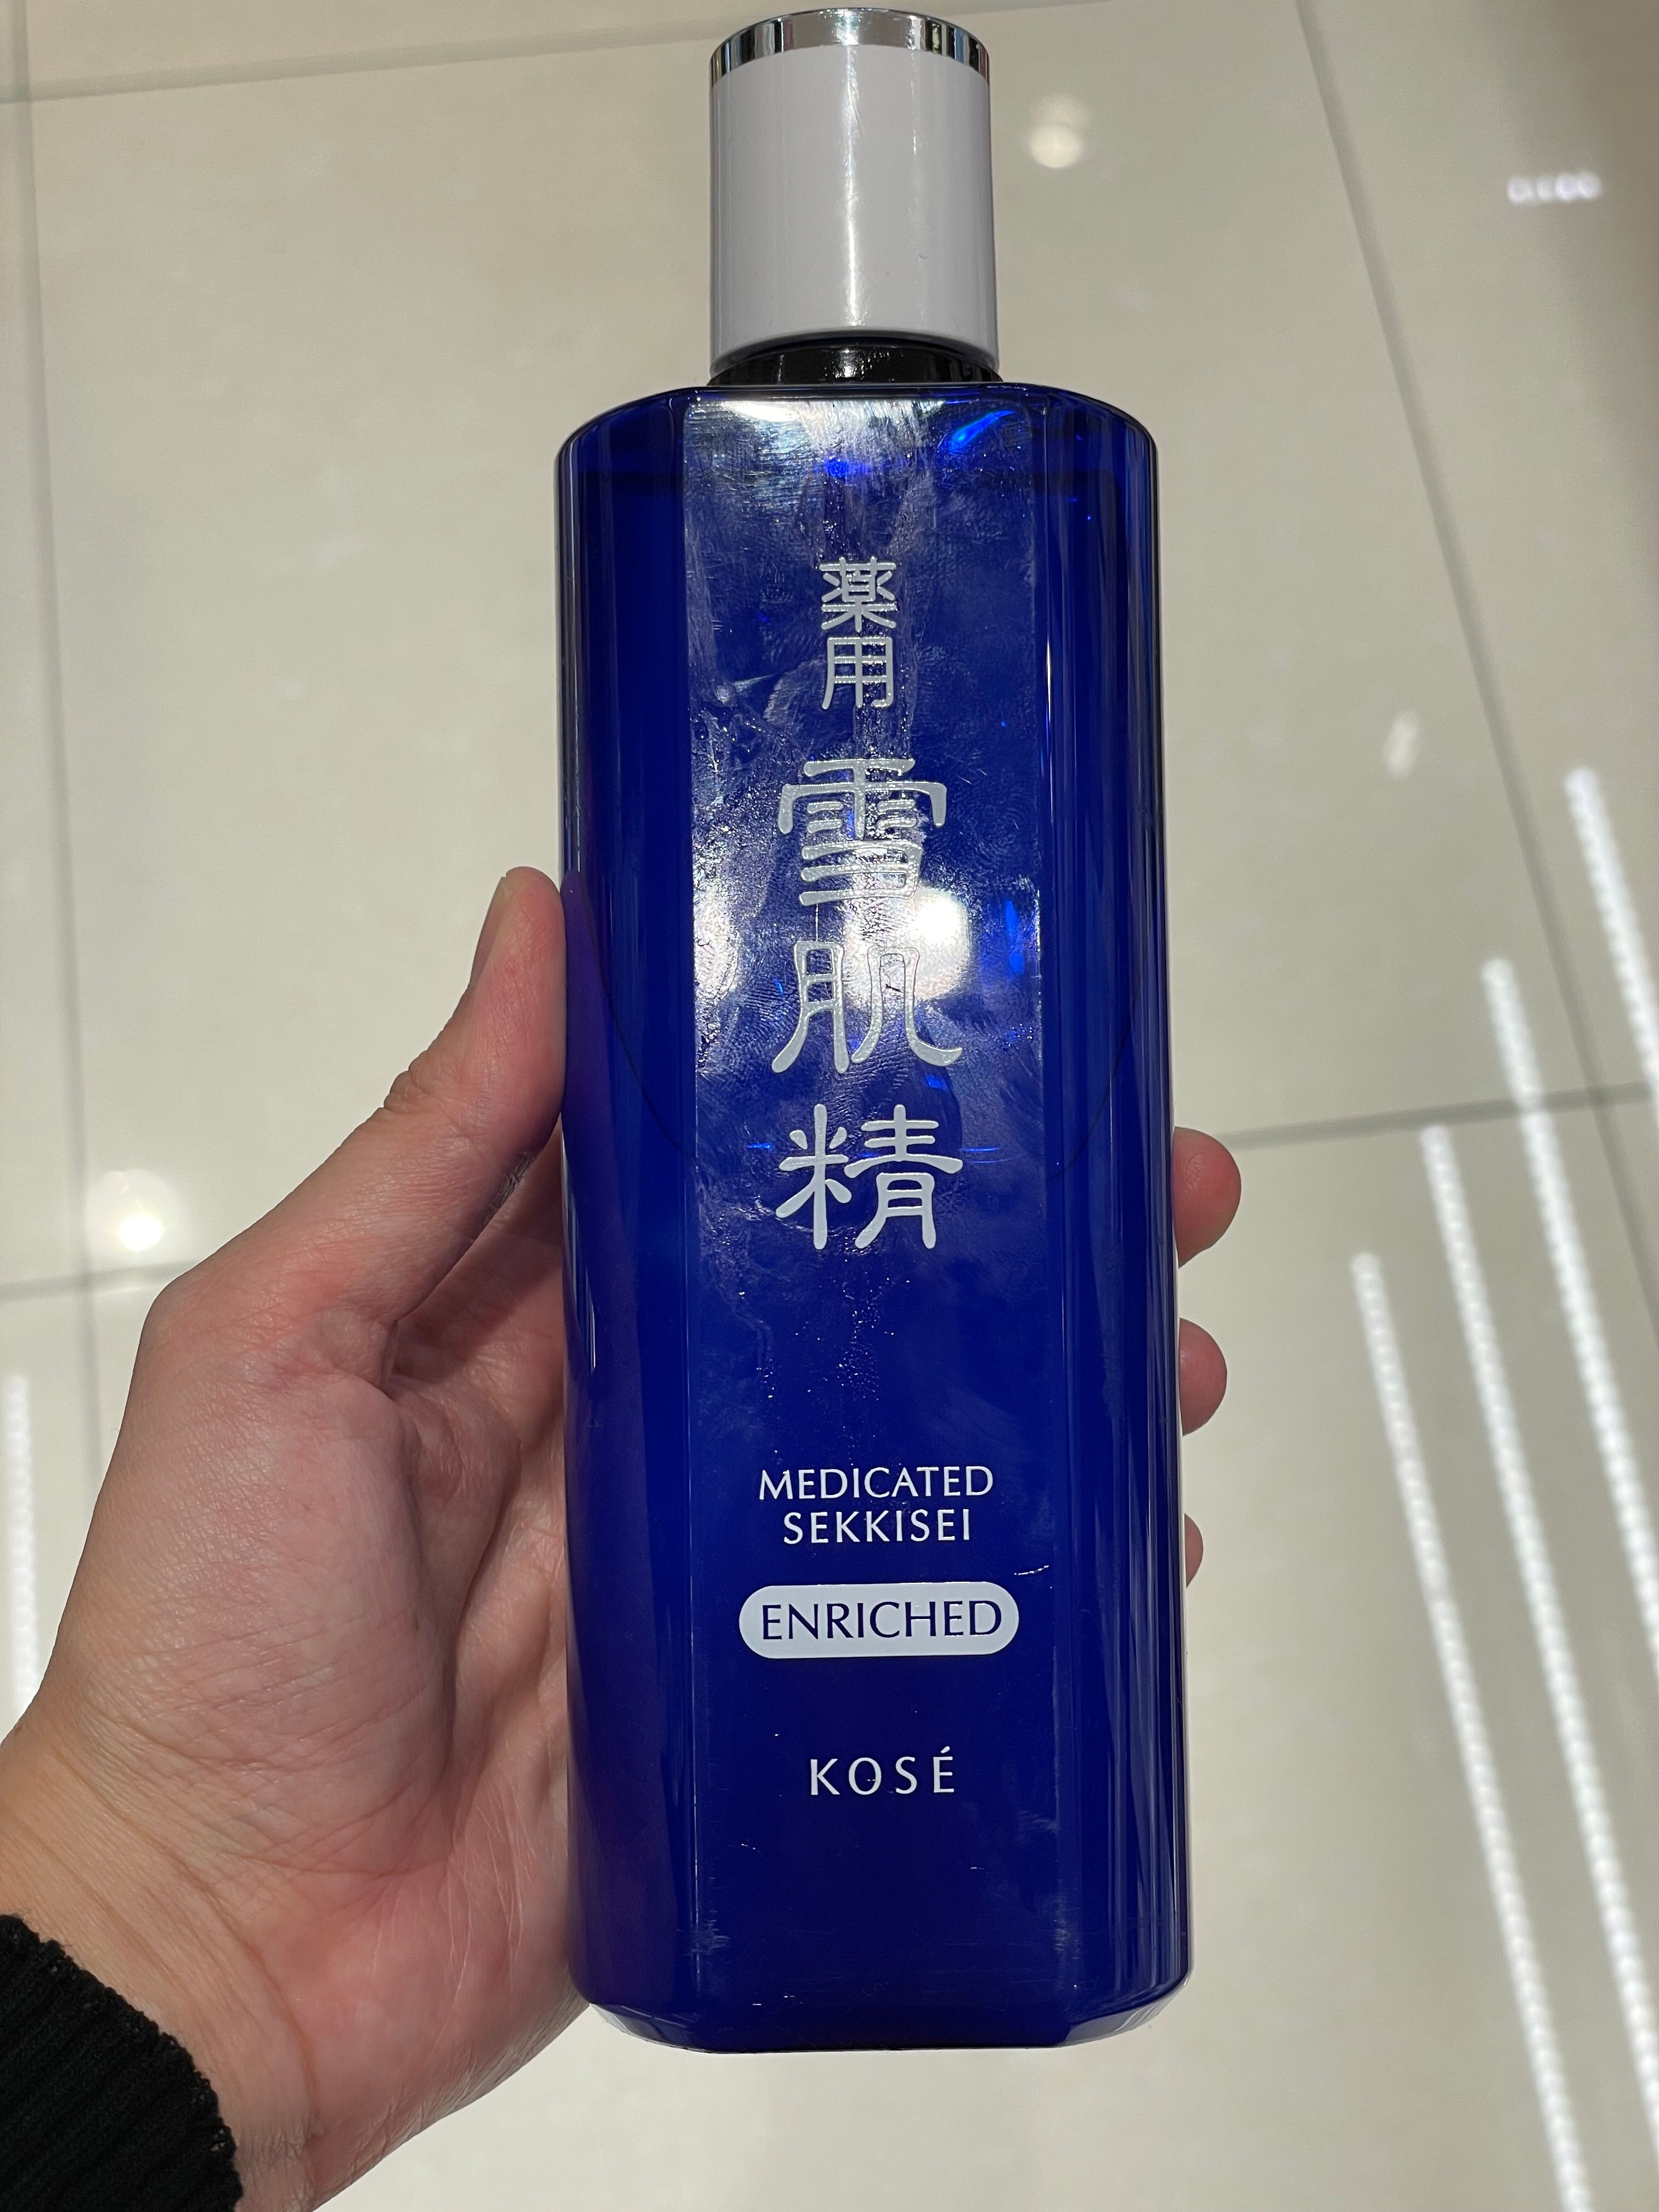 薬用
雪肌精
MEDICATED
SEKKISEI
ENRICHED
KOSÉ